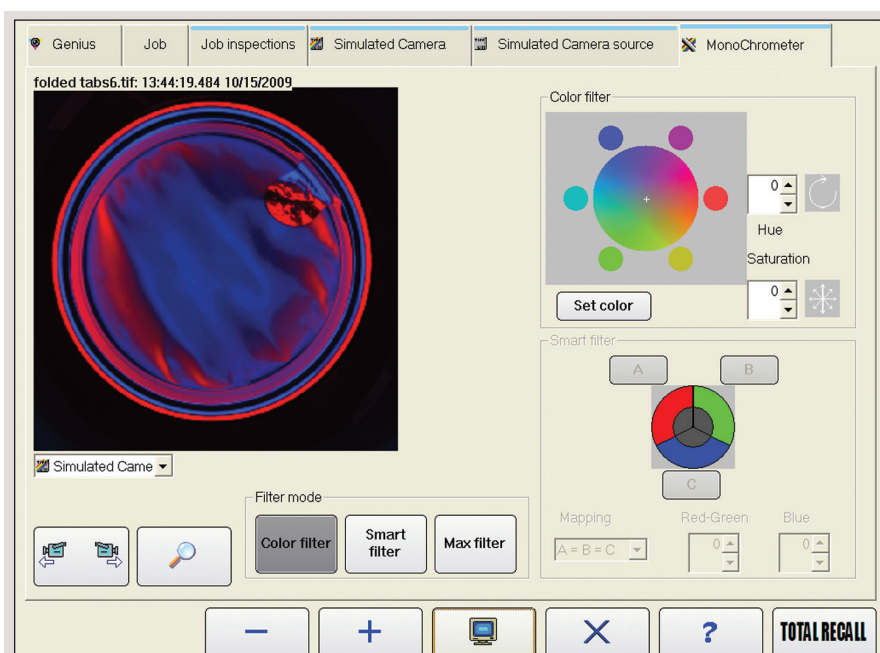 Genius
Job
Job inspections
Simulated Camera
Simulated Camera source
MonoChrometer
folded tabs6.tif: 13:44:19.484 10/15/2009
Color filter
0
Hue
Saturation
0
Set color
Smart filter
A
B
C
Simulated Came
Filter mode
Color filter
Smart
filter
Max filter
Mapping
Red-Green
Blue
A = B = C
0
0
−
+
X
?
TOTAL RECALL